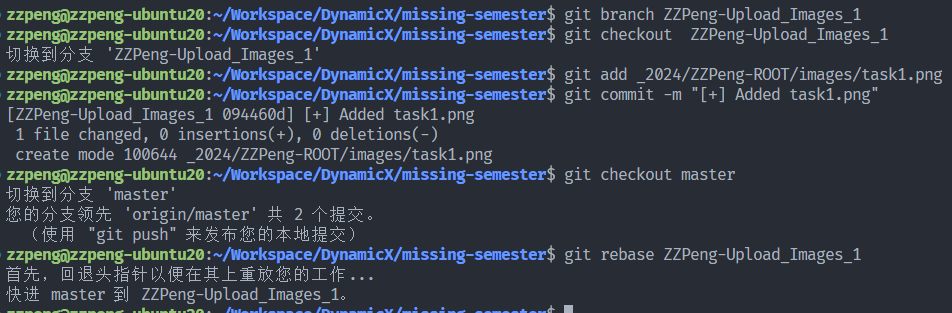 zzpeng@zzpeng-ubuntu20:~/Workspace/DynamicX/missing-semester$ git branch ZZPeng-Upload_Images_1
zzpeng@zzpeng-ubuntu20:~/Workspace/DynamicX/missing-semester$ git checkout  ZZPeng-Upload_Images_1
切换到分支 'ZZPeng-Upload_Images_1'
zzpeng@zzpeng-ubuntu20:~/Workspace/DynamicX/missing-semester$ git add _2024/ZZPeng-ROOT/images/task1.png
zzpeng@zzpeng-ubuntu20:~/Workspace/DynamicX/missing-semester$ git commit -m "[+] Added task1.png"
[ZZPeng-Upload_Images_1 094460d] [+] Added task1.png
 1 file changed, 0 insertions(+), 0 deletions(-)
 create mode 100644 _2024/ZZPeng-ROOT/images/task1.png
zzpeng@zzpeng-ubuntu20:~/Workspace/DynamicX/missing-semester$ git checkout master
切换到分支 'master'
您的分支领先 'origin/master' 共 2 个提交。
  （使用 "git push" 来发布您的本地提交）
zzpeng@zzpeng-ubuntu20:~/Workspace/DynamicX/missing-semester$ git rebase ZZPeng-Upload_Images_1
首先，回退头指针以便在其上重放您的工作...
快进 master 到 ZZPeng-Upload_Images_1。
zzpeng@zzpeng-ubuntu20:~/Workspace/DynamicX/missing-semester$